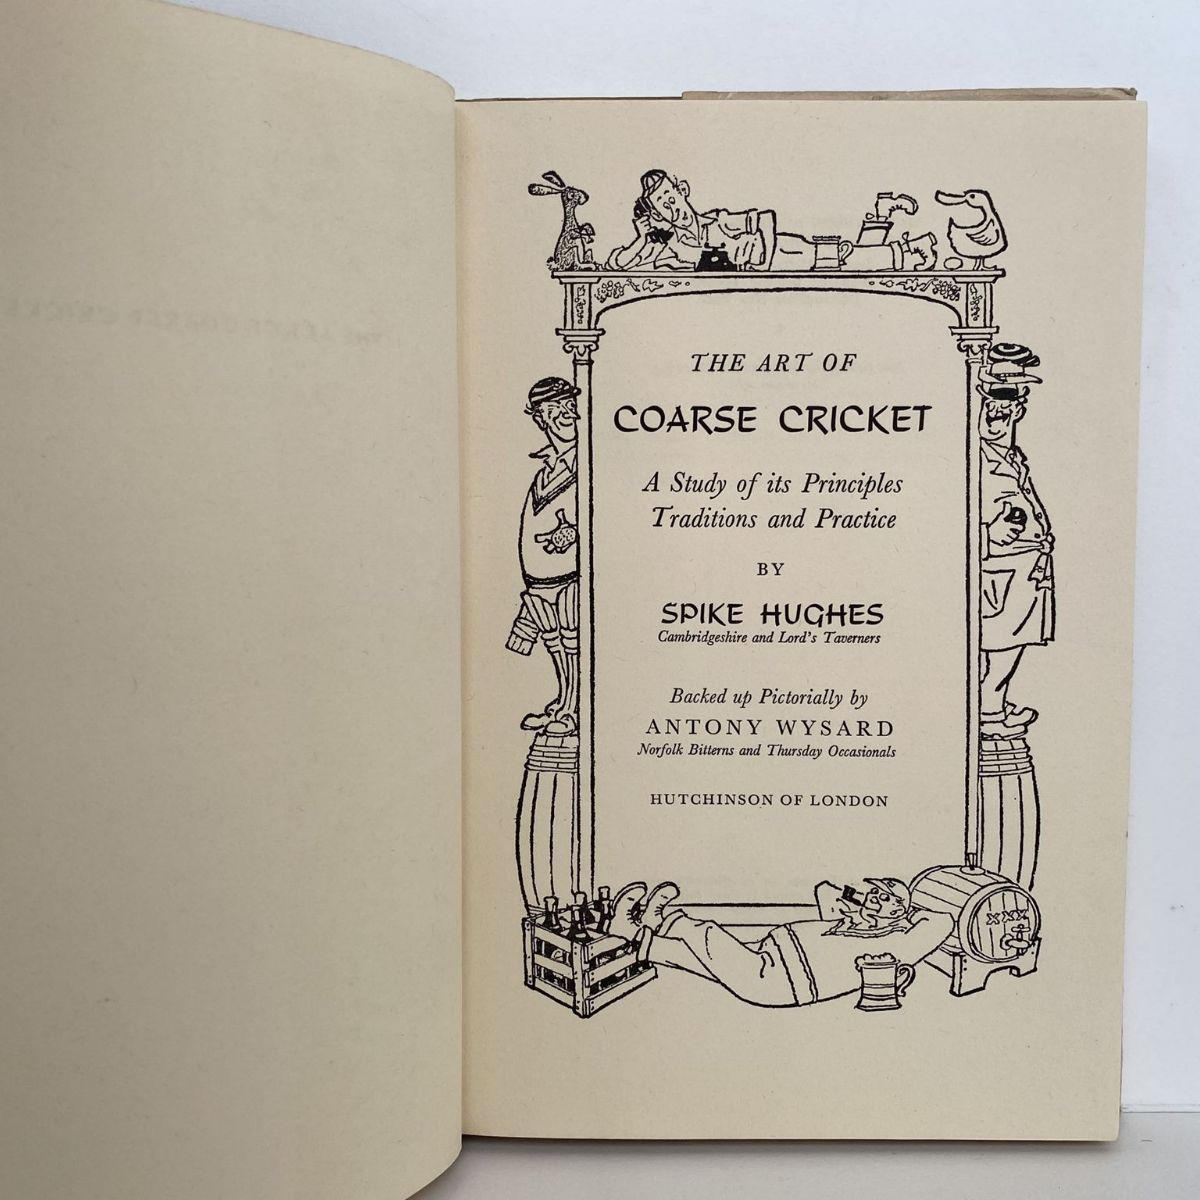 THE ART OF
COARSE CRICKET
A Study of its Principles
Traditions and Practice
BY
SPIKE HUGHES
Cambridgeshire and Lord's Taverners
Backed up Pictorially by
ANTONY WYSARD
Norfolk Bitterns and Thursday Occasionals
HUTCHINSON OF LONDON
XXX